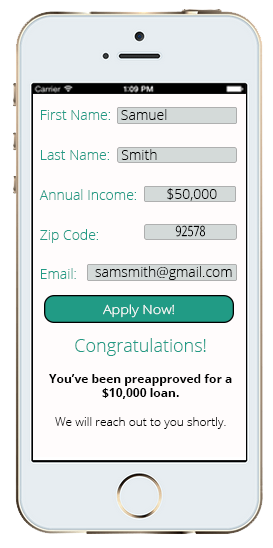 Carrier 1:09 PM
First Name: Samuel
Last Name: Smith
Annual Income: $50,000
Zip Code: 92578
Email: samsmith@gmail.com
Apply Now!
Congratulations!
You've been preapproved for a
$10,000 loan.
We will reach out to you shortly.